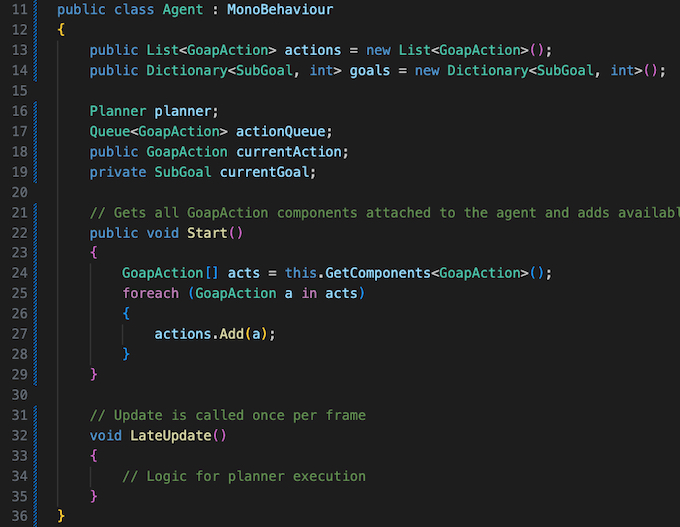 11 public class Agent : MonoBehaviour
12 {
13     public List<GoapAction> actions = new List<GoapAction>();
14     public Dictionary<SubGoal, int> goals = new Dictionary<SubGoal, int>();
15
16     Planner planner;
17     Queue<GoapAction> actionQueue;
18     public GoapAction currentAction;
19     private SubGoal currentGoal;
20
21     // Gets all GoapAction components attached to the agent and adds availabl
22     public void Start()
23     {
24         GoapAction[] acts = this.GetComponents<GoapAction>();
25         foreach (GoapAction a in acts)
26         {
27             actions.Add(a);
28         }
29     }
30
31     // Update is called once per frame
32     void LateUpdate()
33     {
34         // Logic for planner execution
35     }
36 }